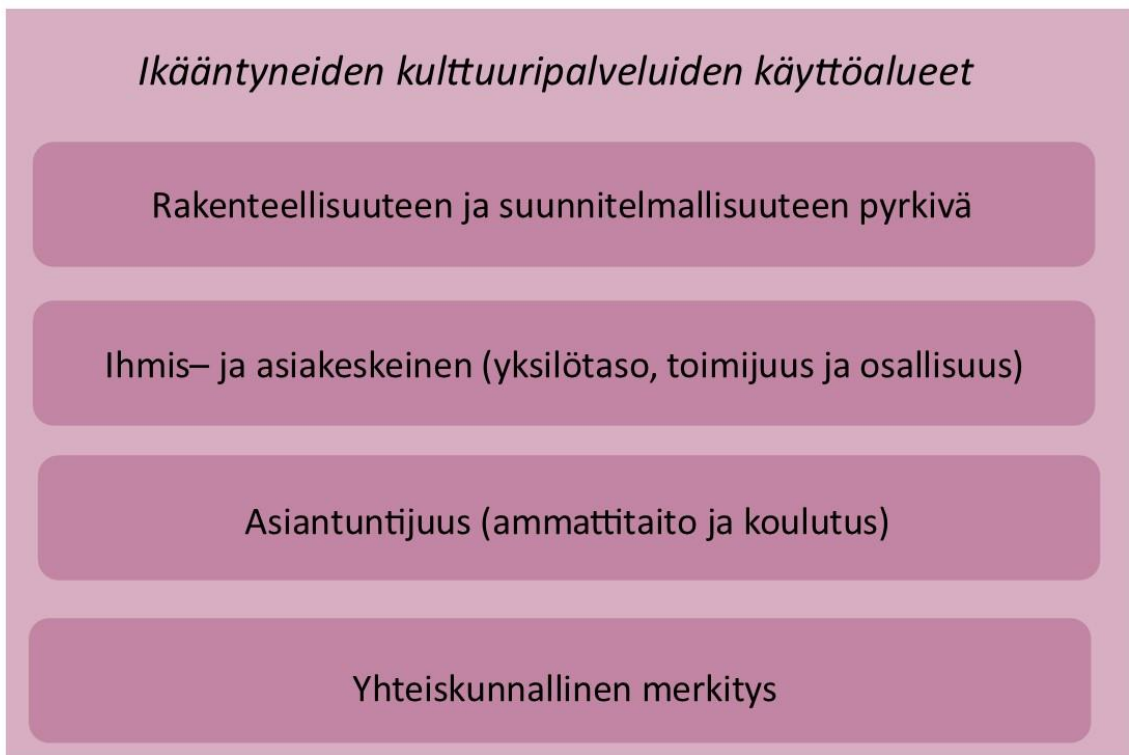 Ikääntyneiden kulttuuripalveluiden käyttöalueet
Rakenteellisuuteen ja suunnitelmallisuuteen pyrkivä
Ihmis– ja asiakeskeinen (yksilötaso, toimijuus ja osallisuus)
Asiantuntijuus (ammattitaito ja koulutus)
Yhteiskunnallinen merkitys